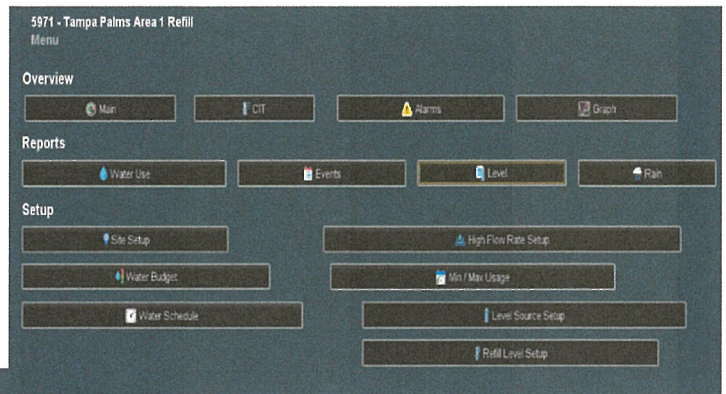 5971 - Tampa Palms Area 1 Refill
Menu
Overview
Main CIT Alarms Graph
Reports
Water Use Events Level Rain
Setup
Site Setup High Flow Rate Setup
Water Budget Min / Max Usage
Water Schedule Level Source Setup
Refill Level Setup